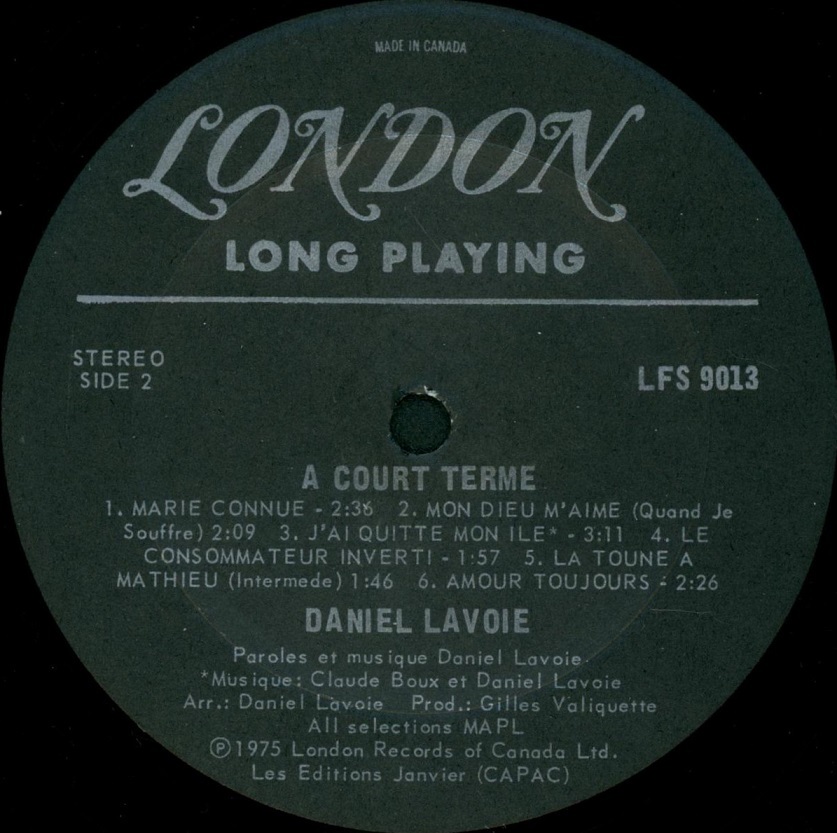 MADE IN CANADA
LONDON
LONG PLAYING
STEREO
SIDE 2
LFS 9013
A COURT TERME
1. MARIE CONNUE - 2:36 2. MON DIEU M'AIME (Quand Je
Souffre) 2:09 3. J'AI QUITTE MON ILE* - 3:11 4. LE
CONSOMMATEUR INVERTI - 1:57 5. LA TOUNE A
MATHIEU (Intermede) 1:46 6. AMOUR TOUJOURS - 2:26
DANIEL LAVOIE
Paroles et musique Daniel Lavoie
*Musique: Claude Boux et Daniel Lavoie
Arr.: Daniel Lavoie Prod.: Gilles Valiquette
All selections MAPL
Ⓟ1975 London Records of Canada Ltd.
Les Editions Janvier (CAPAC)